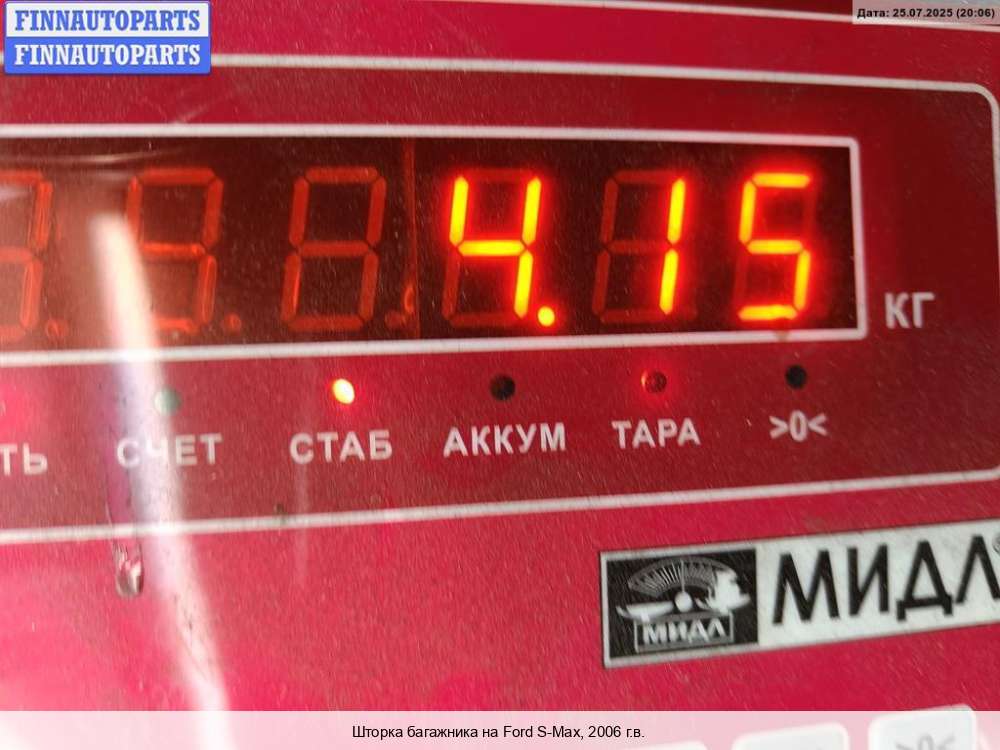 FINNAUTOPARTS
FINNAUTOPARTS
Дата: 25.07.2025 (20:06)
4.15
КГ
ТЬ
СЧЕТ
СТАБ
АККУМ
ТАРА
>0<
МИДЛ
МИДЛ
Шторка багажника на Ford S-Max, 2006 г.в.